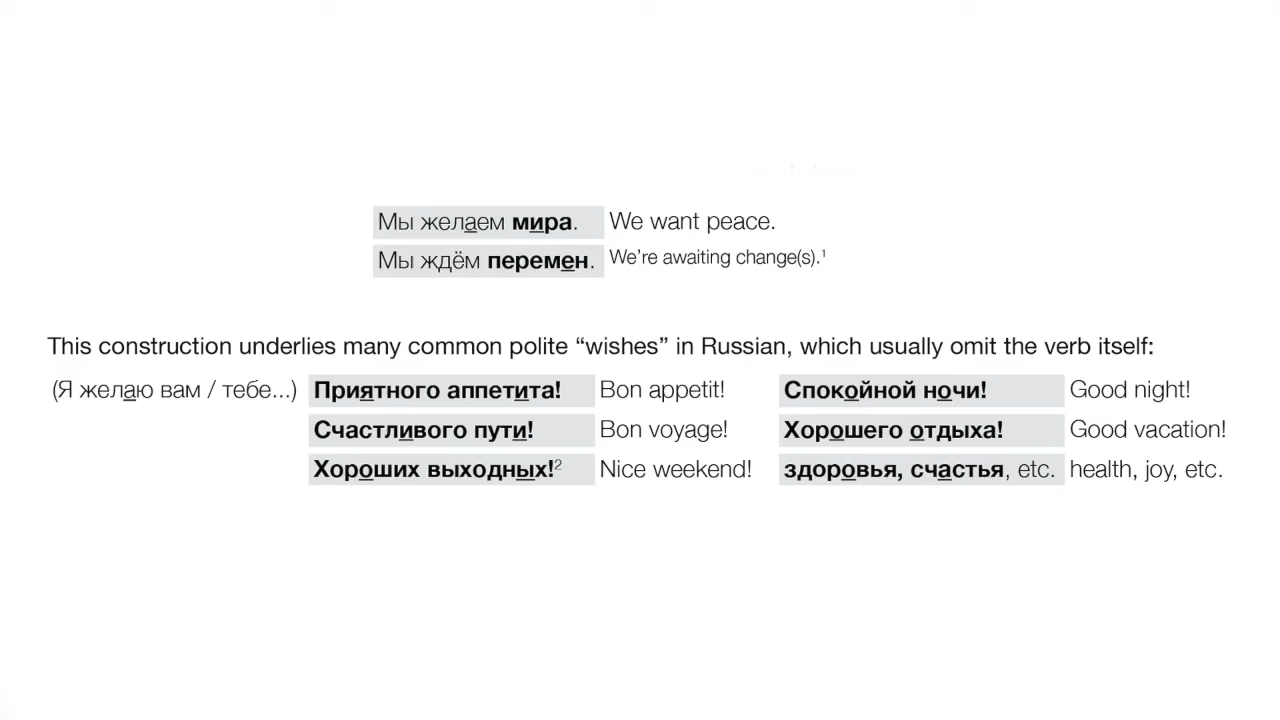 Мы желаем мира. We want peace.
Мы ждём перемен. We're awaiting change(s).¹
This construction underlies many common polite “wishes” in Russian, which usually omit the verb itself:
(Я желаю вам / тебе...) Приятного аппетита! Bon appetit! Спокойной ночи! Good night!
Счастливого пути! Bon voyage! Хорошего отдыха! Good vacation!
Хороших выходных!² Nice weekend! здоровья, счастья, etc. health, joy, etc.